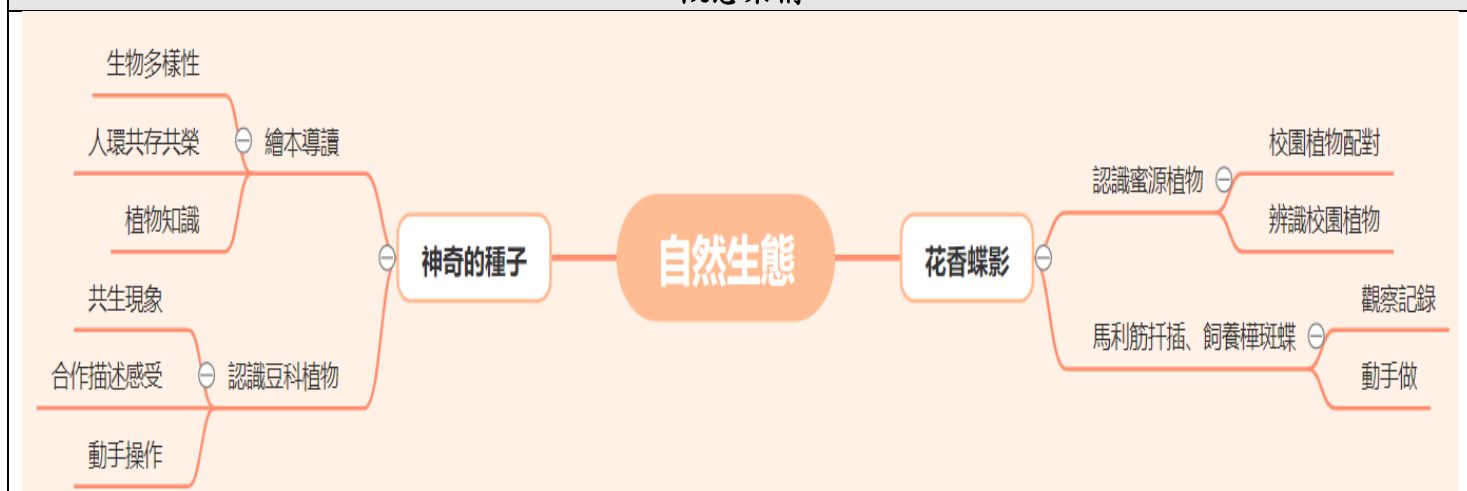 生物多樣性
人環共存共榮
繪本導讀
植物知識
神奇的種子
共生現象
合作描述感受
認識豆科植物
動手操作
自然生態
花香蝶影
校園植物配對
認識蜜源植物
辨識校園植物
觀察記錄
馬利筋扦插、飼養樺斑蝶
動手做